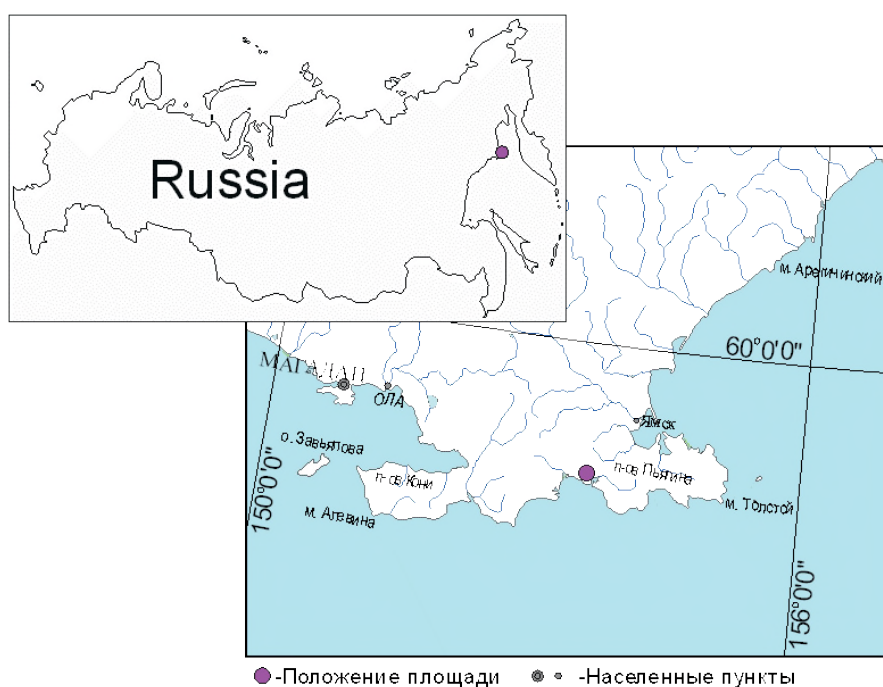 Russia
м. Арегичинский
60°0'0"
МАГАДАН
ОЛА
Ямск
о. Завьялова
п-ов Кони
п-ов Пьягина
150°0'0"
м. Алевина
м. Толстой
156°0'0"
-Положение площади
-Населенные пункты